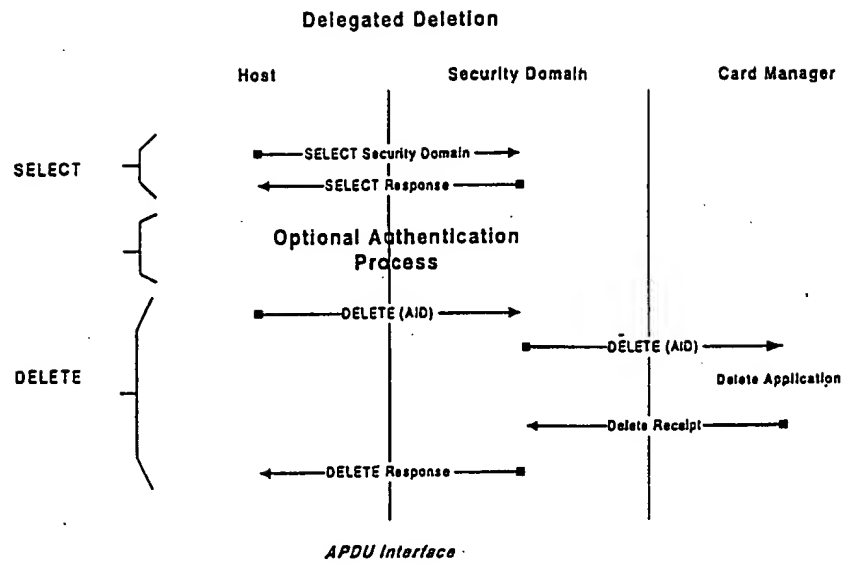 Delegated Deletion
Host Security Domain Card Manager
SELECT
SELECT Security Domain
SELECT Response
Optional Authentication
Process
DELETE
DELETE (AID)
DELETE (AID)
Delete Application
Delete Receipt
DELETE Response
APDU Interface